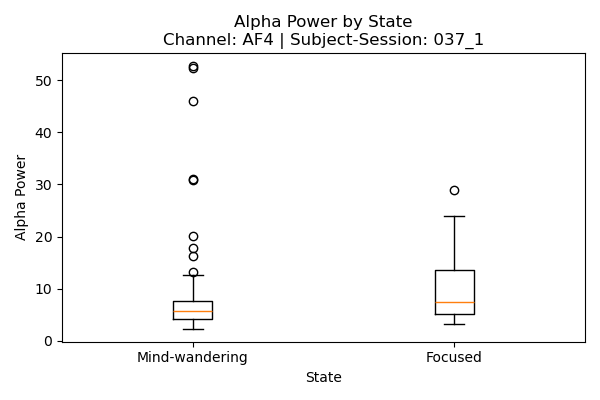 Alpha Power by State
Channel: AF4 | Subject-Session: 037_1
50
40
30
20
10
0
Alpha Power
Mind-wandering
Focused
State